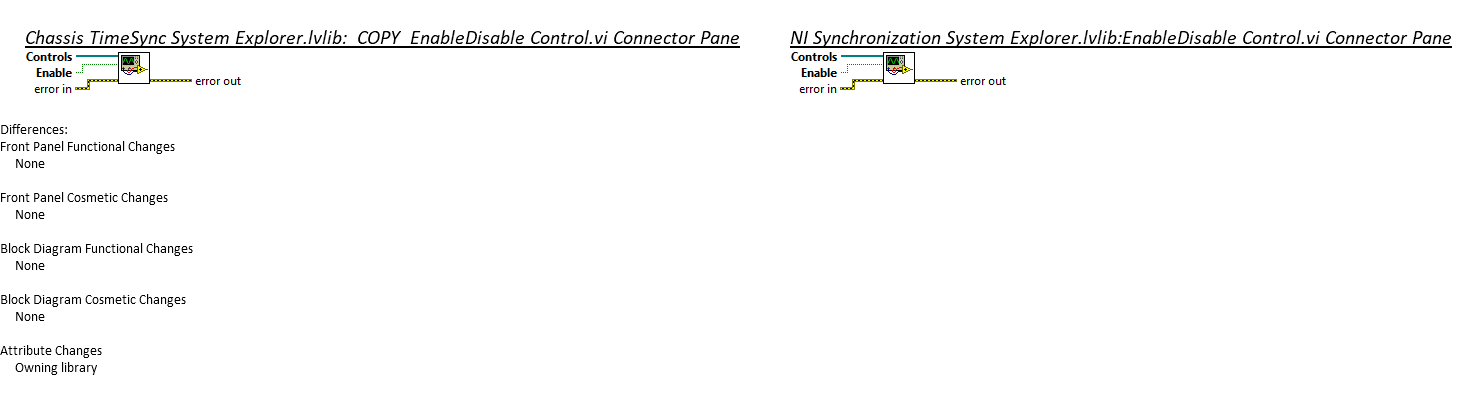 Chassis TimeSync System Explorer.lvlib:_COPY_EnableDisable Control.vi Connector Pane
Controls
Enable
error in
error out
NI Synchronization System Explorer.lvlib:EnableDisable Control.vi Connector Pane
Controls
Enable
error in
error out
Differences:
Front Panel Functional Changes
None
Front Panel Cosmetic Changes
None
Block Diagram Functional Changes
None
Block Diagram Cosmetic Changes
None
Attribute Changes
Owning library